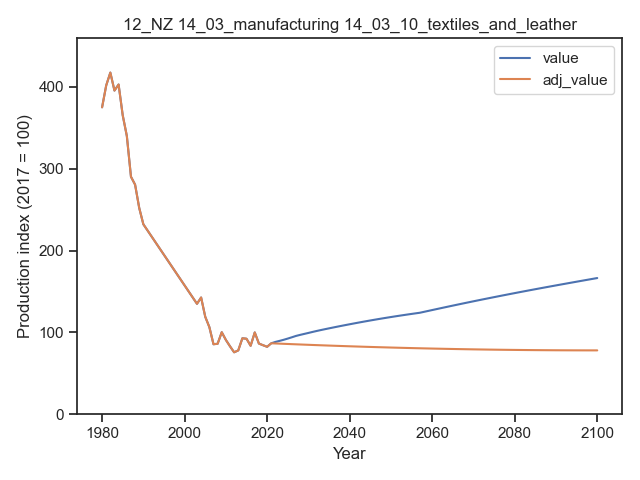 12_NZ 14_03_manufacturing 14_03_10_textiles_and_leather
value
adj_value
Production index (2017 = 100)
400
300
200
100
0
1980
2000
2020
2040
2060
2080
2100
Year